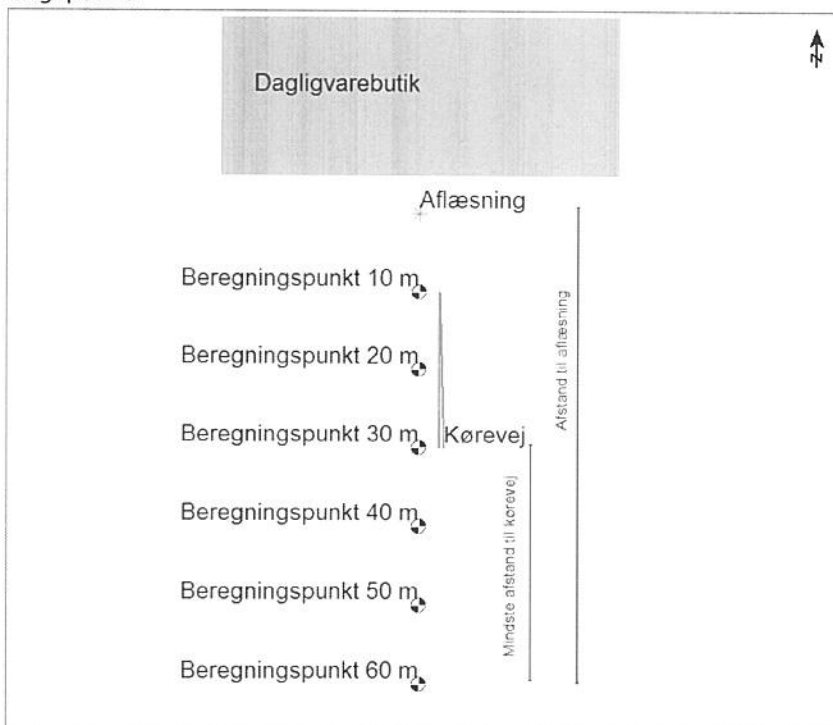 Dagligvarebutik
N
Aflæsning
Beregningspunkt 10 m
Beregningspunkt 20 m
Beregningspunkt 30 m
Kørevej
Beregningspunkt 40 m
Beregningspunkt 50 m
Beregningspunkt 60 m
Mindste afstand til kørevej
Afstand til aflæsning